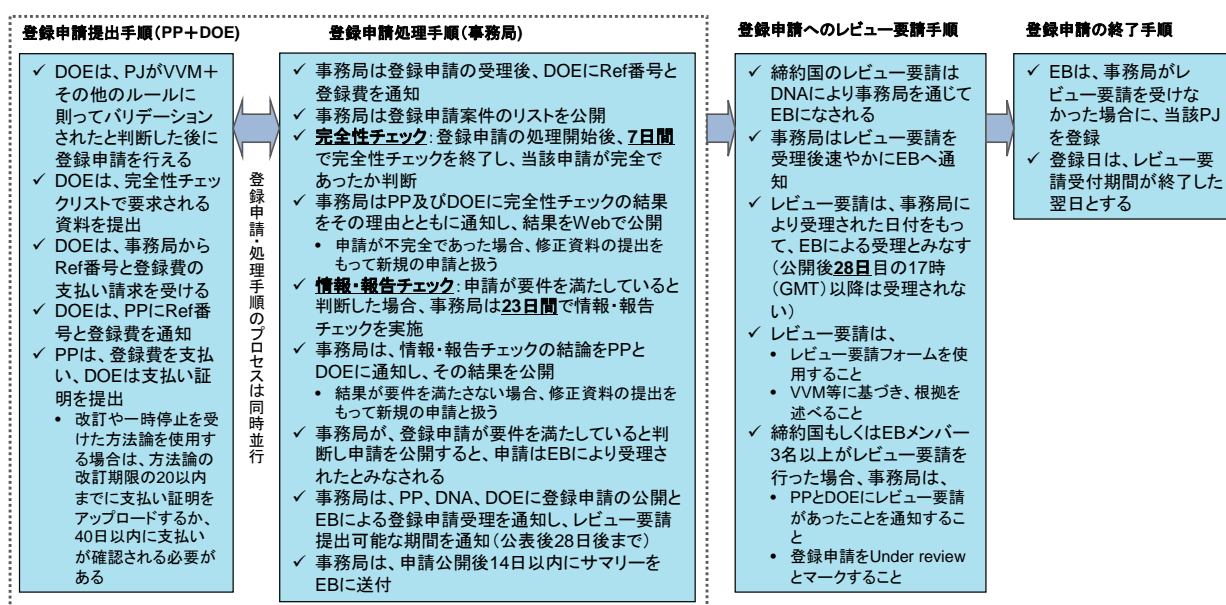 登録申請提出手順(PP+DOE)
✓ DOEは、PJがVVM+
その他のルールに
則ってバリデーション
されたと判断した後に
登録申請を行える
✓ DOEは、完全性チェッ
クリストで要求される
資料を提出
✓ DOEは、事務局から
Ref番号と登録費の
支払い請求を受ける
✓ DOEは、PPにRef番
号と登録費を通知
✓ PPは、登録費を支払
い、DOEは支払い証
明を提出
• 改訂や一時停止を受
けた方法論を使用す
る場合は、方法論の
改訂期限の20以内
までに支払い証明を
アップロードするか、
40日以内に支払い
が確認される必要が
ある
登録申請・処理手順のプロセスは同時並行
登録申請処理手順(事務局)
✓ 事務局は登録申請の受理後、DOEにRef番号と
登録費を通知
✓ 事務局は登録申請案件のリストを公開
✓ 完全性チェック:登録申請の処理開始後、7日間
で完全性チェックを終了し、当該申請が完全で
あったか判断
✓ 事務局はPP及びDOEに完全性チェックの結果
をその理由とともに通知し、結果をWebで公開
• 申請が不完全であった場合、修正資料の提出を
もって新規の申請と扱う
✓ 情報・報告チェック:申請が要件を満たしていると
判断した場合、事務局は23日間で情報・報告
チェックを実施
✓ 事務局は、情報・報告チェックの結論をPPと
DOEに通知し、その結果を公開
• 結果が要件を満たさない場合、修正資料の提出を
もって新規の申請と扱う
✓ 事務局が、登録申請が要件を満たしていると判
断し申請を公開すると、申請はEBにより受理さ
れたとみなされる
✓ 事務局は、PP、DNA、DOEに登録申請の公開と
EBによる登録申請受理を通知し、レビュー要請
提出可能な期間を通知(公表後28日後まで)
✓ 事務局は、申請公開後14日以内にサマリーを
EBに送付
登録申請へのレビュー要請手順
✓ 締約国のレビュー要請は
DNAにより事務局を通じて
EBになされる
✓ 事務局はレビュー要請を
受理後速やかにEBへ通
知
✓ レビュー要請は、事務局に
より受理された日付をもっ
て、EBによる受理とみなす
(公開後28日目の17時
(GMT)以降は受理されな
い)
✓ レビュー要請は、
• レビュー要請フォームを使
用すること
• VVM等に基づき、根拠を
述べること
✓ 締約国もしくはEBメンバー
3名以上がレビュー要請を
行った場合、事務局は、
• PPとDOEにレビュー要請
があったことを通知するこ
と
• 登録申請をUnder review
とマークすること
登録申請の終了手順
✓ EBは、事務局がレ
ビュー要請を受けな
かった場合に、当該PJ
を登録
✓ 登録日は、レビュー要
請受付期間が終了した
翌日とする